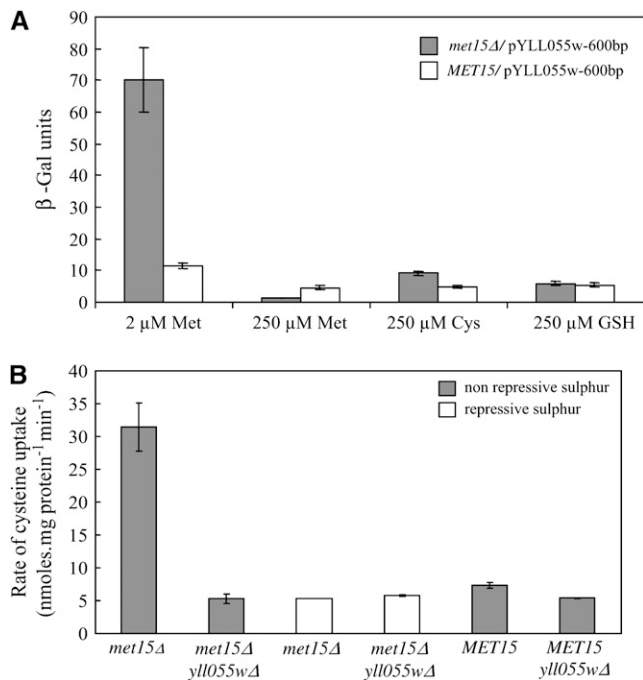 A
90
80
70
60
50
40
30
20
10
0
β -Gal units
met15Δ/ pYLL055w-600bp
MET15/ pYLL055w-600bp
2 µM Met
250 µM Met
250 µM Cys
250 µM GSH
B
40
35
30
25
20
15
10
5
0
Rate of cysteine uptake
(nmoles.mg protein⁻¹ min⁻¹)
non repressive sulphur
repressive sulphur
met15Δ
met15Δ
yll055wΔ
met15Δ
met15Δ
yll055wΔ
MET15
MET15
yll055wΔ